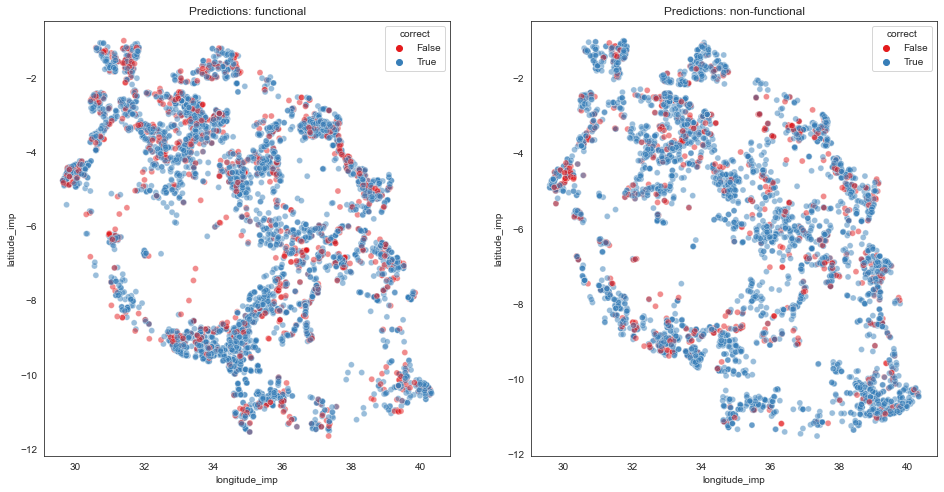 Predictions: functional
correct
False
True
−2
−4
−6
−8
−10
−12
latitude_imp
30
32
34
36
38
40
longitude_imp
Predictions: non-functional
correct
False
True
−2
−4
−6
−8
−10
−12
latitude_imp
30
32
34
36
38
40
longitude_imp